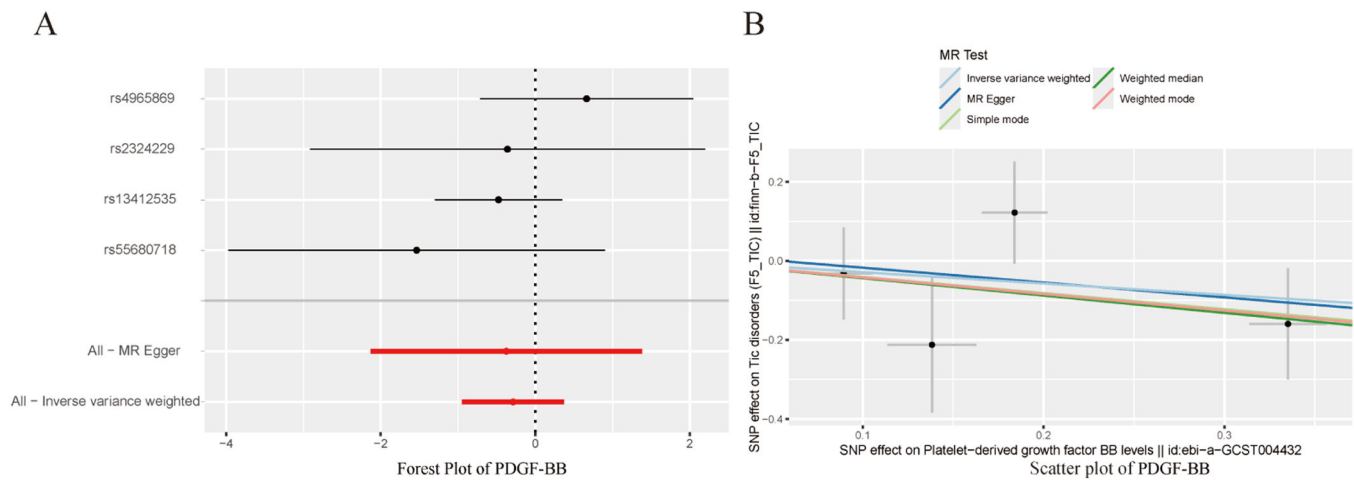 A
rs4965869
rs2324229
rs13412535
rs55680718
All − MR Egger
All − Inverse variance weighted
−4
−2
0
2
Forest Plot of PDGF-BB
B
MR Test
Inverse variance weighted
Weighted median
MR Egger
Weighted mode
Simple mode
SNP effect on Tic disorders (F5_TIC) || id:finn-b-F5_TIC
0.2
0.0
−0.2
−0.4
0.1
0.2
0.3
SNP effect on Platelet-derived growth factor BB levels || id:ebi-a-GCST004432
Scatter plot of PDGF-BB